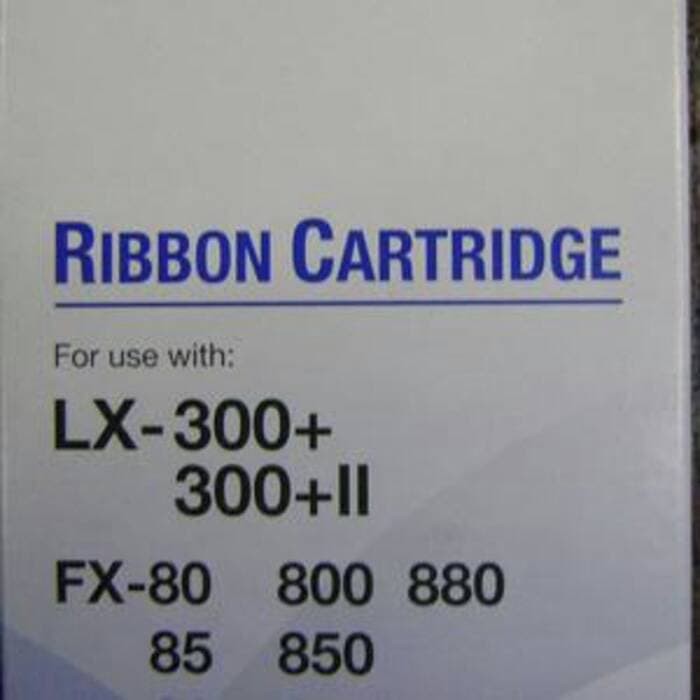 RIBBON CARTRIDGE
For use with:
LX-300+
300+II
FX-80 800 880
85 850